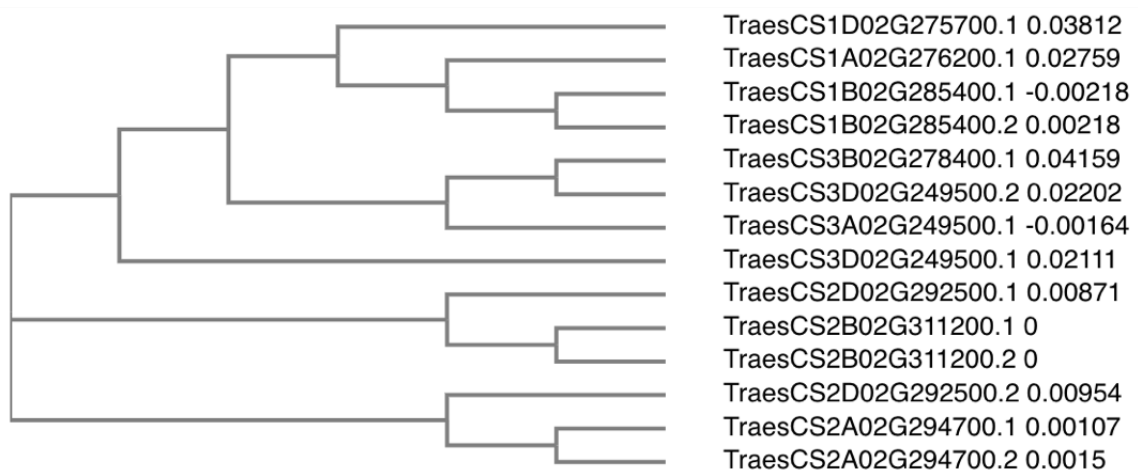 TraesCS1D02G275700.1 0.03812
TraesCS1A02G276200.1 0.02759
TraesCS1B02G285400.1 -0.00218
TraesCS1B02G285400.2 0.00218
TraesCS3B02G278400.1 0.04159
TraesCS3D02G249500.2 0.02202
TraesCS3A02G249500.1 -0.00164
TraesCS3D02G249500.1 0.02111
TraesCS2D02G292500.1 0.00871
TraesCS2B02G311200.1 0
TraesCS2B02G311200.2 0
TraesCS2D02G292500.2 0.00954
TraesCS2A02G294700.1 0.00107
TraesCS2A02G294700.2 0.0015